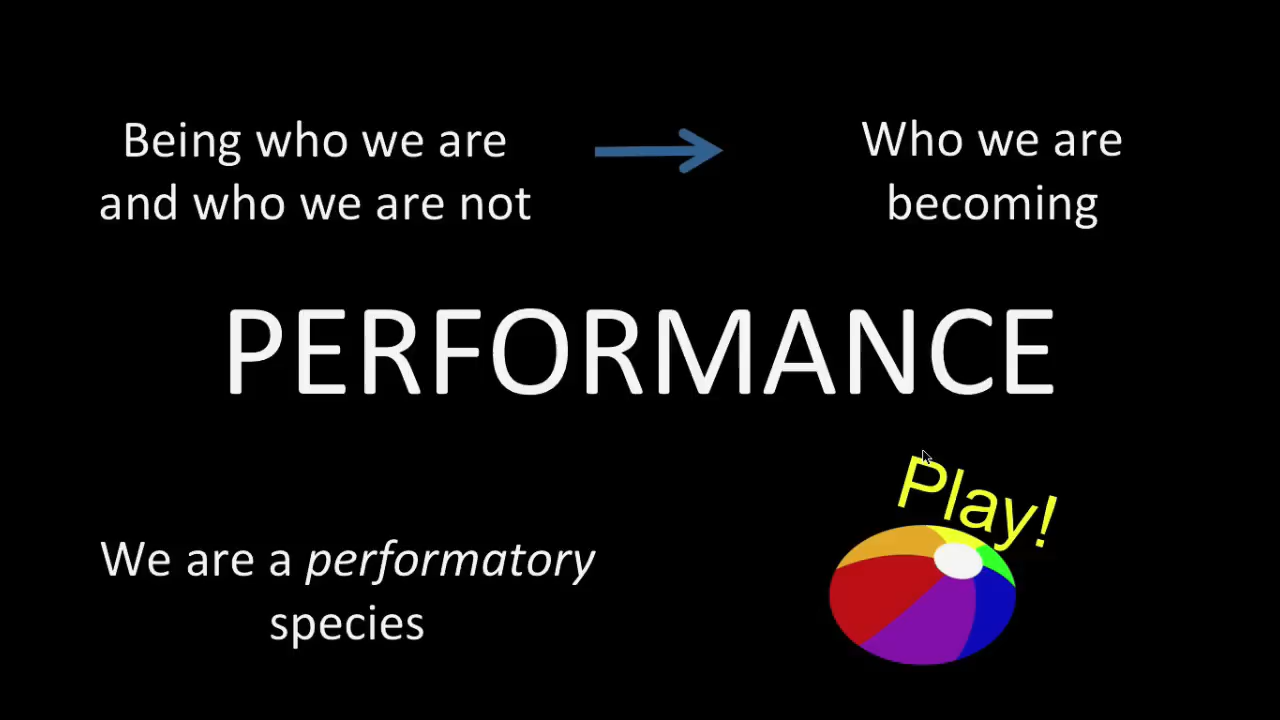 Being who we are
and who we are not
Who we are
becoming
PERFORMANCE
Play!
We are a performatory
species